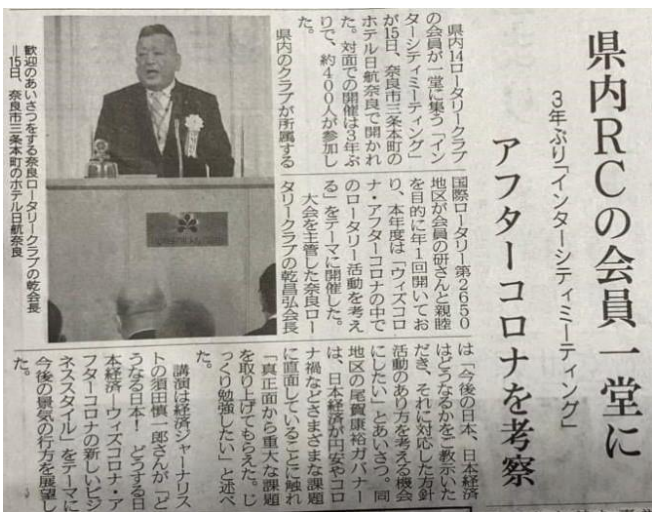 県内RCの会員一堂に
3年ぶり「インターシティミーティング」
アフターコロナを考察
県内14ロータリークラブ
の会員が一堂に集う「イン
ターシティミーティング」
が15日、奈良市三条本町の
ホテル日航奈良で開かれ
た。対面での開催は3年ぶ
りで、約400人が参加し
た。
県内のクラブが所属する
国際ロータリー第2650
地区が会員の研さんと親睦
を目的に年1回開いてお
り、本年度は「ウィズコロ
ナ・アフターコロナの中で
のロータリー活動を考え
る」をテーマに開催した。
大会を主管した奈良ロー
タリークラブの乾昌弘会長
は「今後の日本、日本経済
はどうなるかをご教示いた
だき、それに対応した方針
活動のあり方を考える機会
にしたい」とあいさつ。同
地区の尾賀康裕ガバナー
は、日本経済が円安やコロ
ナ禍などさまざまな課題
に直面していることに触れ
「真正面から重大な課題
を取り上げてもらえた。じ
っくり勉強したい」と述べ
た。
講演は経済ジャーナリス
トの須田慎一郎さんが「ど
うなる日本！どうする日
本経済―ウィズコロナ・ア
フターコロナの新しいビジ
ネススタイル」をテーマに
今後の景気の行方を展望し
歓迎のあいさつをする奈良ロータリークラブの乾会長
＝15日、奈良市三条本町のホテル日航奈良